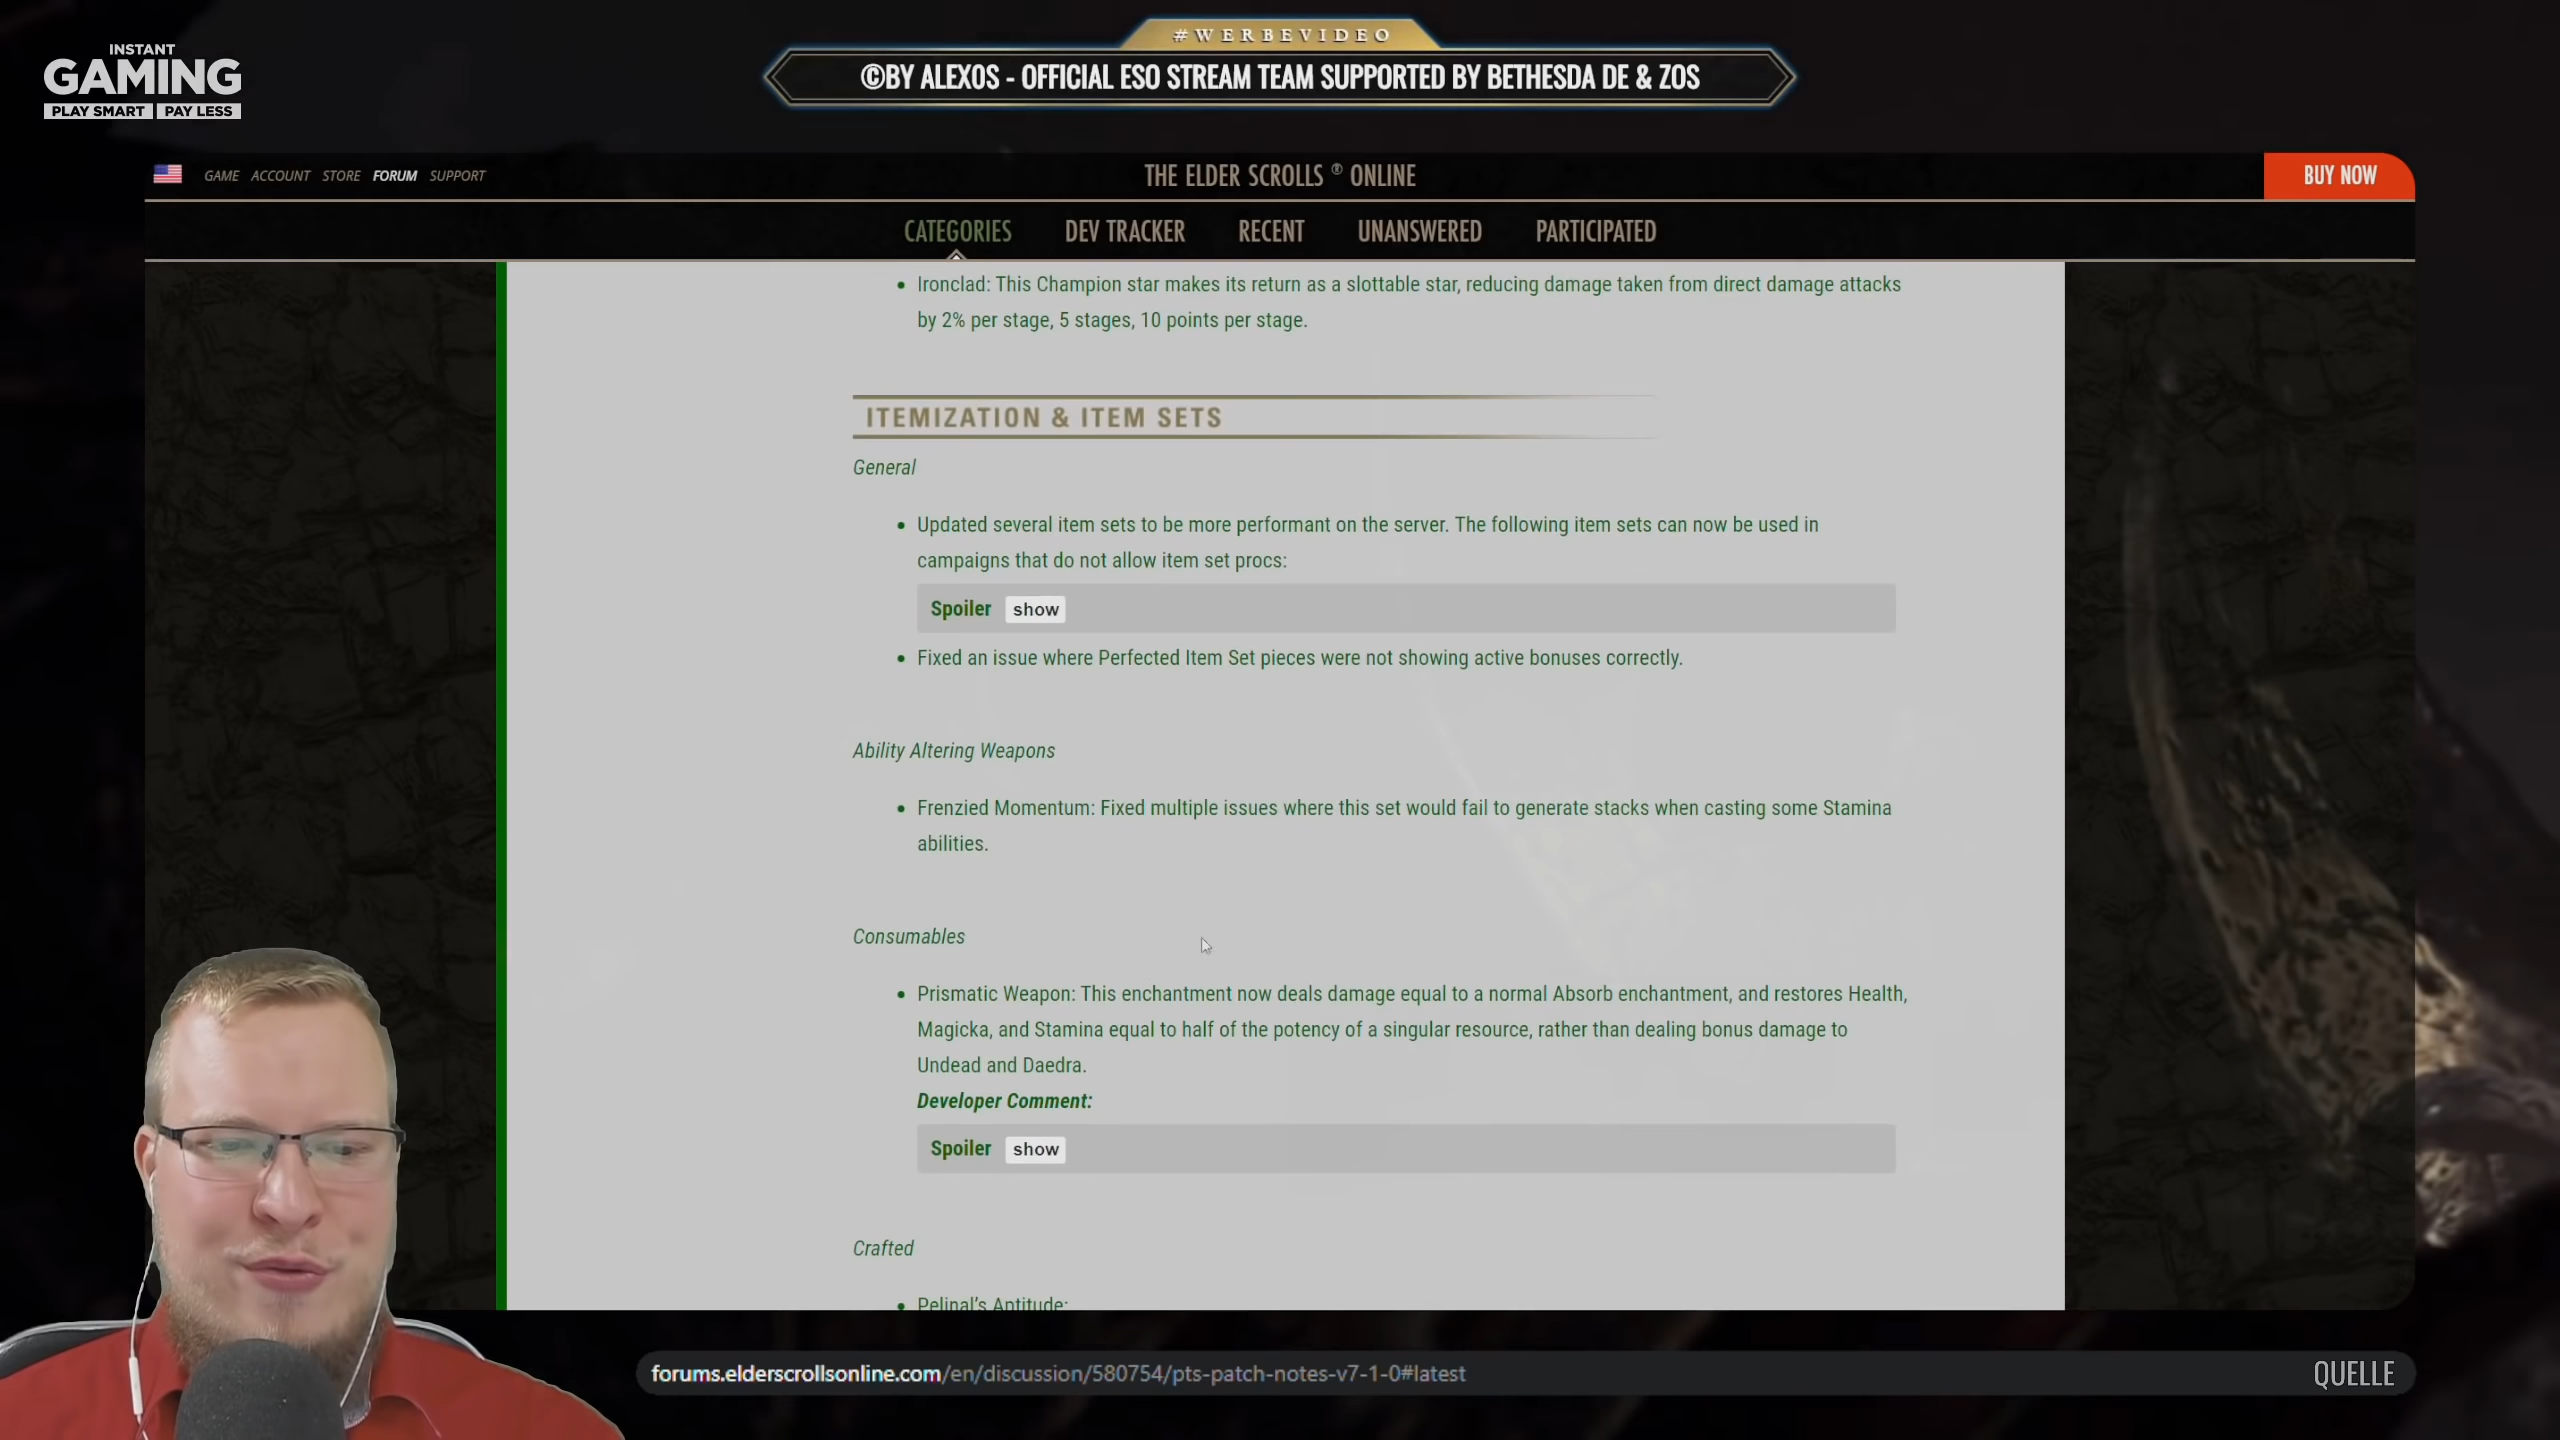 #WERBEVIDEO
INSTANT
GAMING
PLAY SMART PAY LESS
©BY ALEXOS - OFFICIAL ESO STREAM TEAM SUPPORTED BY BETHESDA DE & ZOS
GAME ACCOUNT STORE FORUM SUPPORT
THE ELDER SCROLLS ® ONLINE
BUY NOW
CATEGORIES DEV TRACKER RECENT UNANSWERED PARTICIPATED
• Ironclad: This Champion star makes its return as a slottable star, reducing damage taken from direct damage attacks
by 2% per stage, 5 stages, 10 points per stage.
ITEMIZATION & ITEM SETS
General
• Updated several item sets to be more performant on the server. The following item sets can now be used in
campaigns that do not allow item set procs:
Spoiler show
• Fixed an issue where Perfected Item Set pieces were not showing active bonuses correctly.
Ability Altering Weapons
• Frenzied Momentum: Fixed multiple issues where this set would fail to generate stacks when casting some Stamina
abilities.
Consumables
• Prismatic Weapon: This enchantment now deals damage equal to a normal Absorb enchantment, and restores Health,
Magicka, and Stamina equal to half of the potency of a singular resource, rather than dealing bonus damage to
Undead and Daedra.
Developer Comment:
Spoiler show
Crafted
• Pelinal's Aptitude:
forums.elderscrollsonline.com/en/discussion/580754/pts-patch-notes-v7-1-0#latest
QUELLE